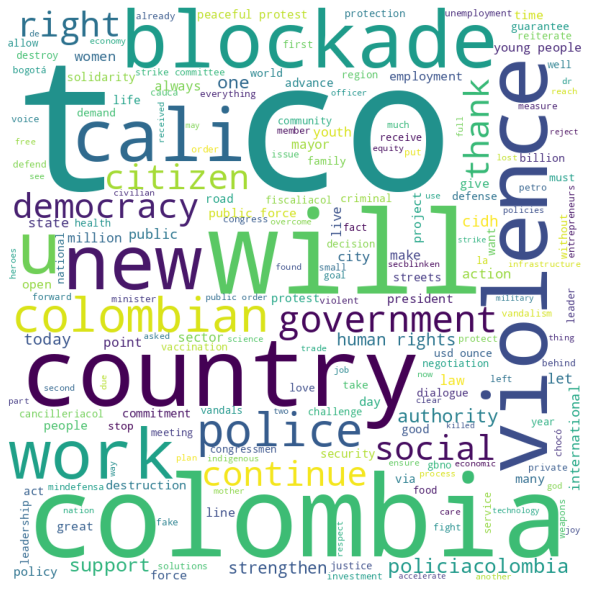 de already women peaceful protest protection unemployment time guarantee
economy allow right blockade reiterate
destroy bogotá solidarity strike committee first region young people
always one world advance employment officer well dr
cauca everything community much reach
voice life received member receive full measure
demand may youth equity put reject
free t co cali order issue family mayor violence thank
defend see citizen criminal give billion lost petro must
civilian road fiscaliacol defense use policies
democracy state health public force congress overcome project cidh without entrepreneurs
million public live fact make want infrastructure
u new will decision city la strike
national open found small goal secblinken streets action
heroes forward minister public order protest violent president military
colombian government vandalism leader
today point sector human rights negotiation protect thing
second science trade law left behind
due vaccination love take job now let
country
part cancilleriacol commitment vandals two challenge day dialogue clear killed year chocó
people stop meeting police good authority international
work congressmen social economic private
way plan indigenous security gbno via process many
mindefensa destruction continue ensure food
act mother care god
leadership great nation fake line colombia fight service weapons technology joy
policy support solutions force strengthen justice respect policiacolombia
investment accelerate another
usd ounce